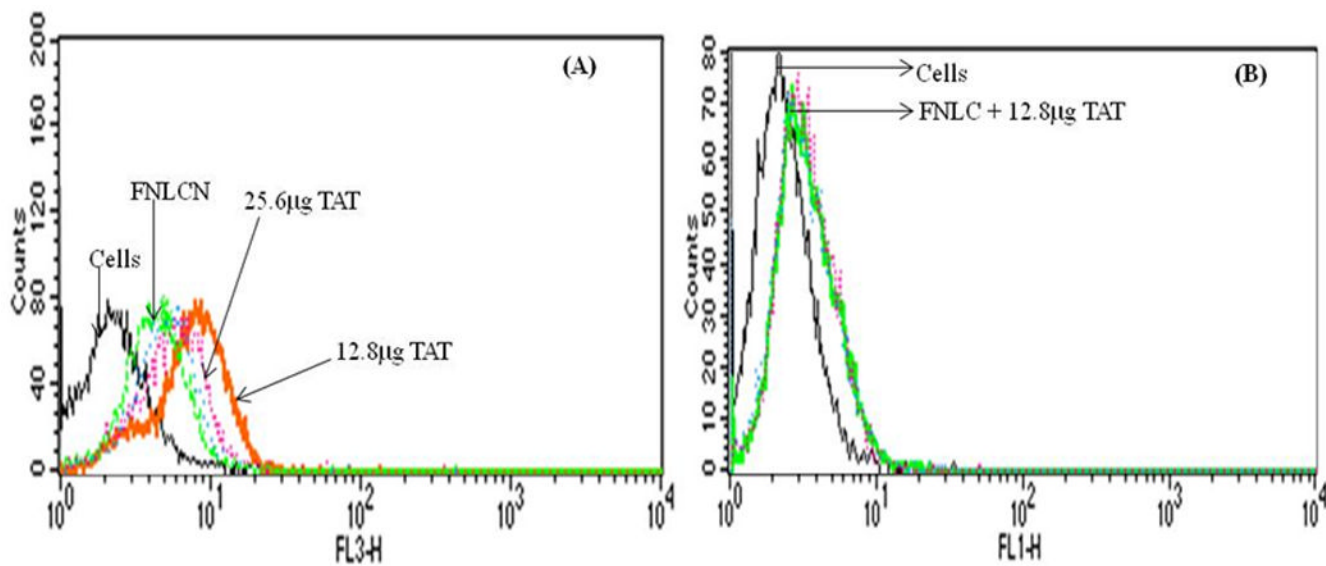 (A)
200
160
120
80
40
0
Counts
FNLCN
25.6μg TAT
Cells
12.8μg TAT
10^0 10^1 10^2 10^3 10^4
FL3-H
(B)
80
70
60
50
40
30
20
10
0
Counts
Cells
FNLC + 12.8μg TAT
10^0 10^1 10^2 10^3 10^4
FL1-H